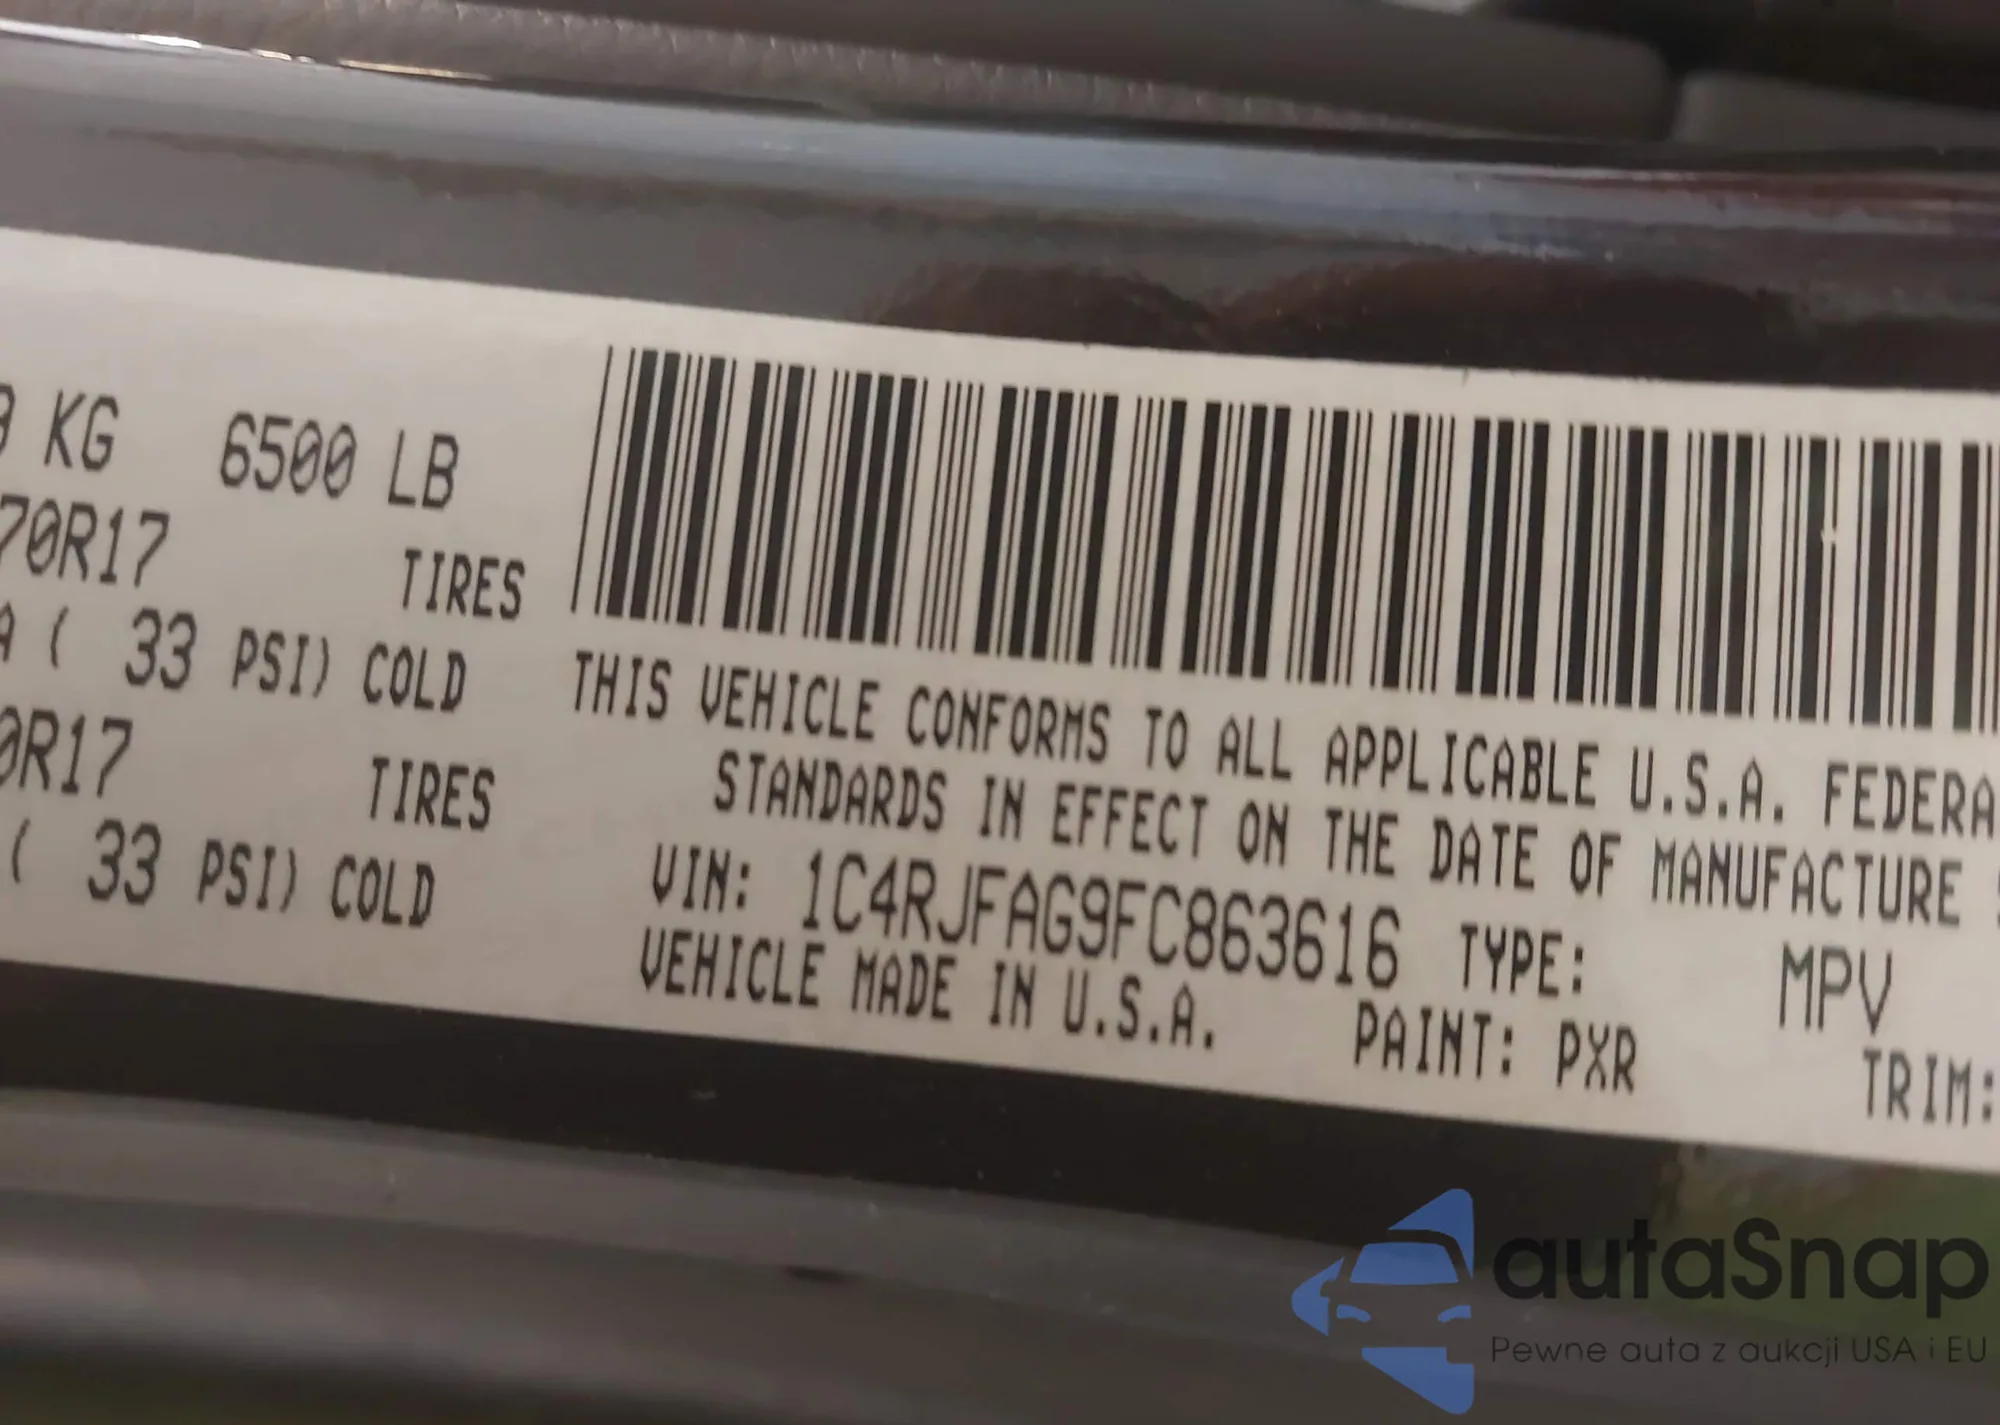 KG 6500 LB
70R17 TIRES
( 33 PSI) COLD
0R17 TIRES
( 33 PSI) COLD
THIS VEHICLE CONFORMS TO ALL APPLICABLE U.S.A. FEDERA
STANDARDS IN EFFECT ON THE DATE OF MANUFACTURE
VIN: 1C4RJFAG9FC863616 TYPE: MPV
VEHICLE MADE IN U.S.A. PAINT: PXR TRIM:
autaSnap
Pewne auta z aukcji USA i EU